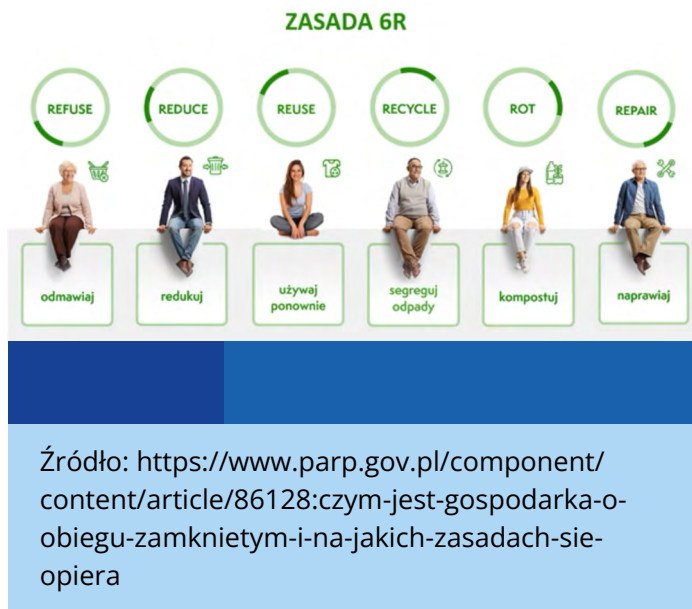 ZASADA 6R
REFUSE REDUCE REUSE RECYCLE ROT REPAIR
odmawiaj redukuj używaj ponownie segreguj odpady kompostuj naprawiaj
Źródło: https://www.parp.gov.pl/component/
content/article/86128:czym-jest-gospodarka-o-
obiegu-zamknietym-i-na-jakich-zasadach-sie-
opiera